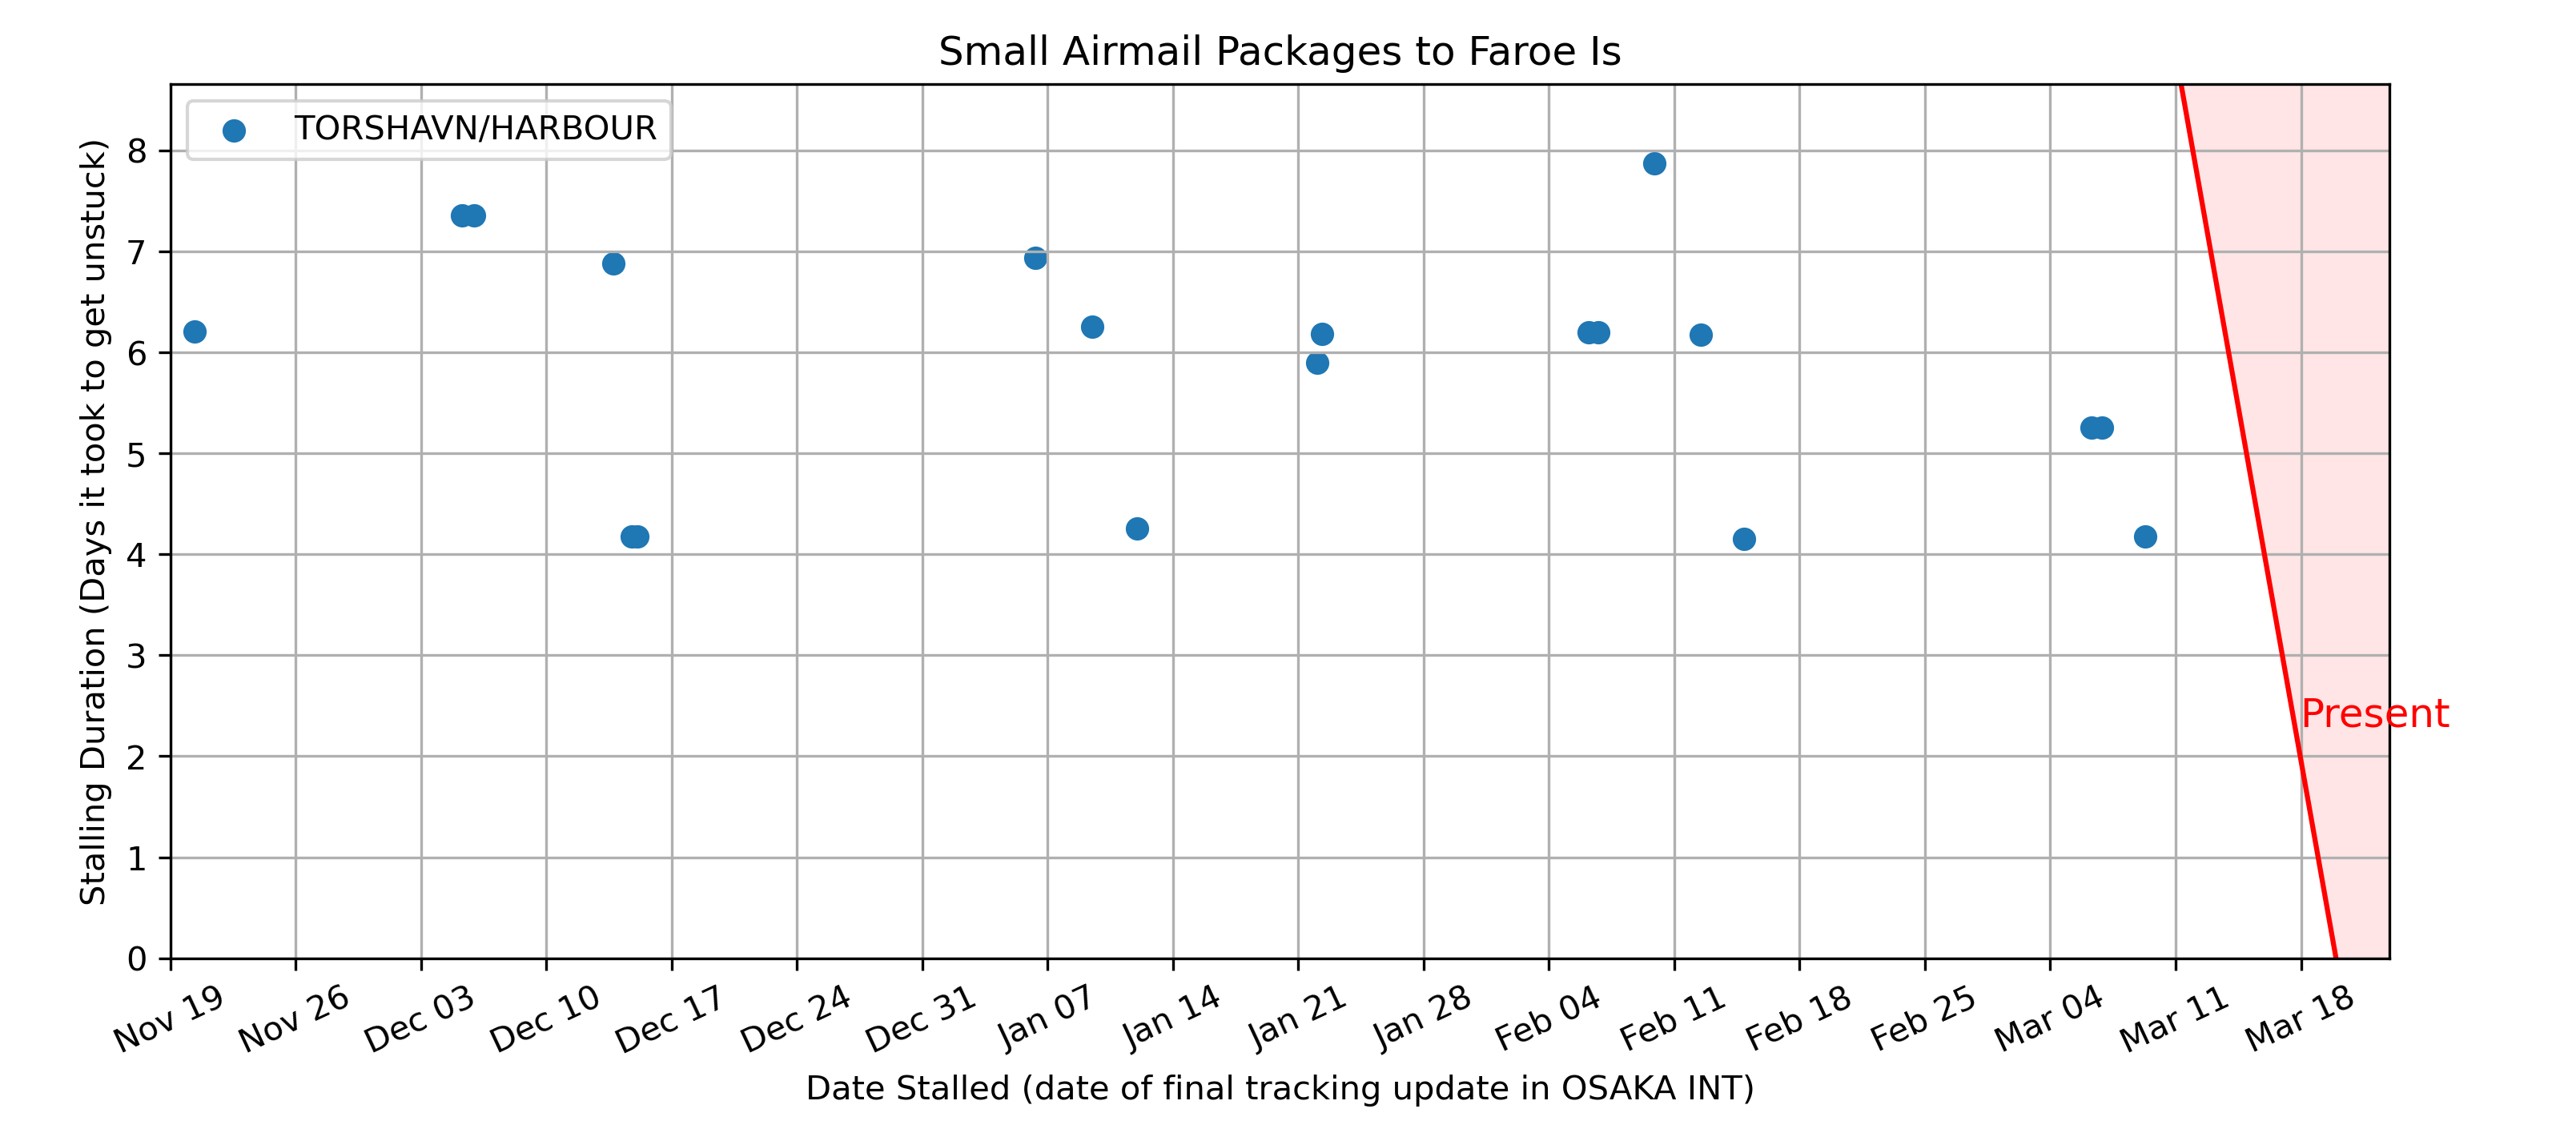 Small Airmail Packages to Faroe Is
TORSHAVN/HARBOUR
Stalling Duration (Days it took to get unstuck)
8
7
6
5
4
3
2
1
0
Present
Nov 19
Nov 26
Dec 03
Dec 10
Dec 17
Dec 24
Dec 31
Jan 07
Jan 14
Jan 21
Jan 28
Feb 04
Feb 11
Feb 18
Feb 25
Mar 04
Mar 11
Mar 18
Date Stalled (date of final tracking update in OSAKA INT)